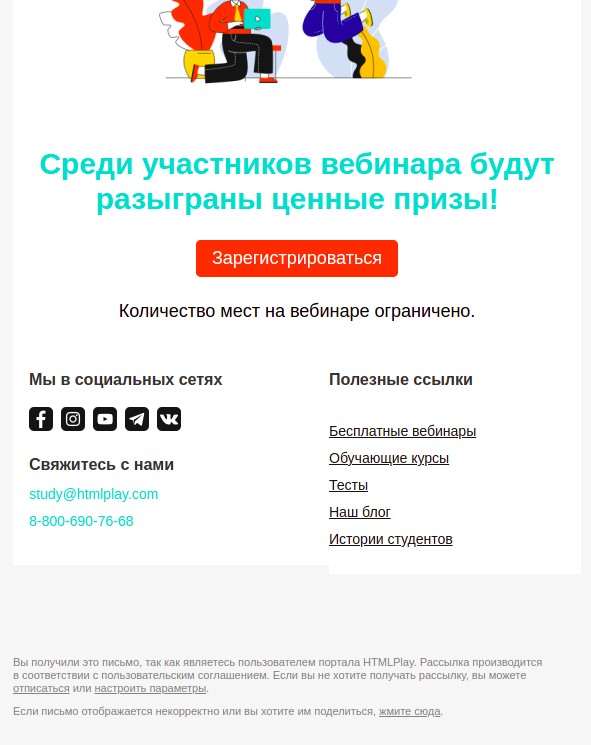 Среди участников вебинара будут
разыграны ценные призы!
Зарегистрироваться
Количество мест на вебинаре ограничено.
Мы в социальных сетях
Свяжитесь с нами
study@htmlplay.com
8-800-690-76-68
Полезные ссылки
Бесплатные вебинары
Обучающие курсы
Тесты
Наш блог
Истории студентов
Вы получили это письмо, так как являетесь пользователем портала HTMLPlay. Рассылка производится
в соответствии с пользовательским соглашением. Если вы не хотите получать рассылку, вы можете
отписаться или настроить параметры.
Если письмо отображается некорректно или вы хотите им поделиться, жмите сюда.